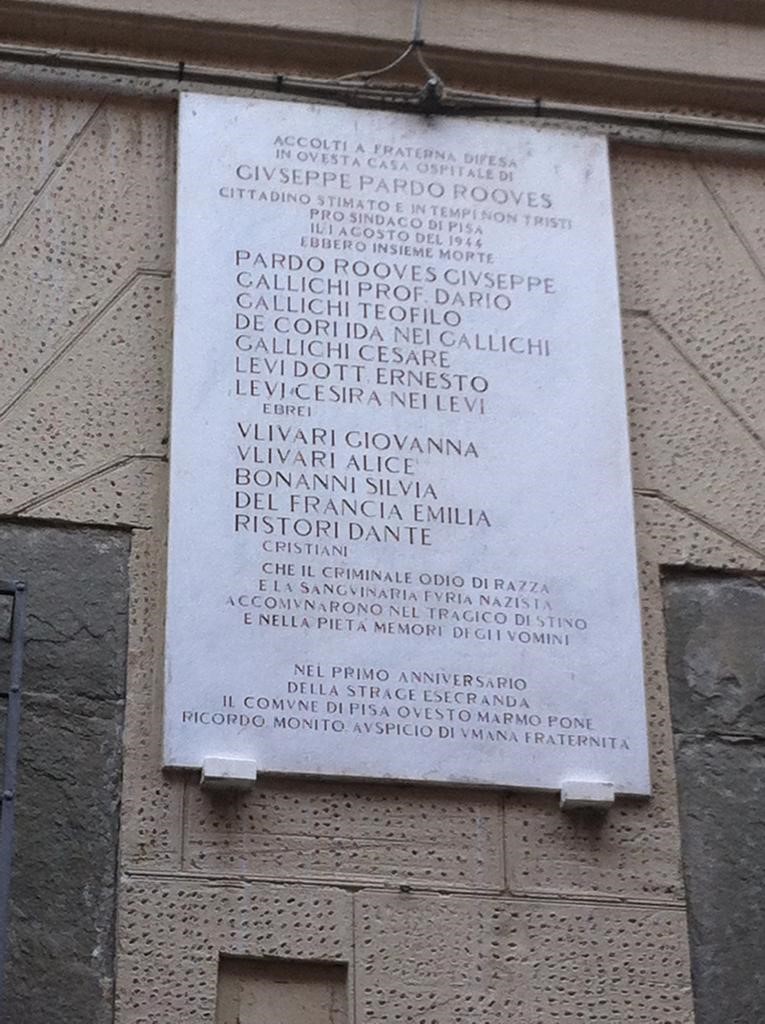 ACCOLTI A FRATERNA DIFESA
IN QVESTA CASA OSPITALE DI
GIVSEPPE PARDO ROQVES
CITTADINO STIMATO E IN TEMPI NON TRISTI
PRO SINDACO DI PISA
IL 1 AGOSTO DEL 1944
EBBERO INSIEME MORTE
PARDO ROQVES GIVSEPPE
GALLICHI PROF. DARIO
GALLICHI TEOFILO
DE CORI IDA NEI GALLICHI
GALLICHI CESARE
LEVI DOTT. ERNESTO
LEVI CESIRA NEI LEVI
EBREI
VLIVARI GIOVANNA
VLIVARI ALICE
BONANNI SILVIA
DEL FRANCIA EMILIA
RISTORI DANTE
CRISTIANI
CHE IL CRIMINALE ODIO DI RAZZA
E LA SANGVINARIA FVRIA NAZISTA
ACCOMVNARONO NEL TRAGICO DESTINO
E NELLA PIETÀ MEMORI DEGLI VOMINI
NEL PRIMO ANNIVERSARIO
DELLA STRAGE ESECRANDA
IL COMVNE DI PISA QVESTO MARMO PONE
RICORDO MONITO AVSPICIO DI VMANA FRATERNITÀ